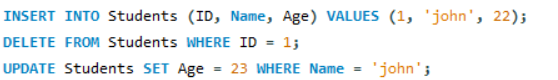 INSERT INTO Students (ID, Name, Age) VALUES (1, 'john', 22);
DELETE FROM Students WHERE ID = 1;
UPDATE Students SET Age = 23 WHERE Name = 'john';